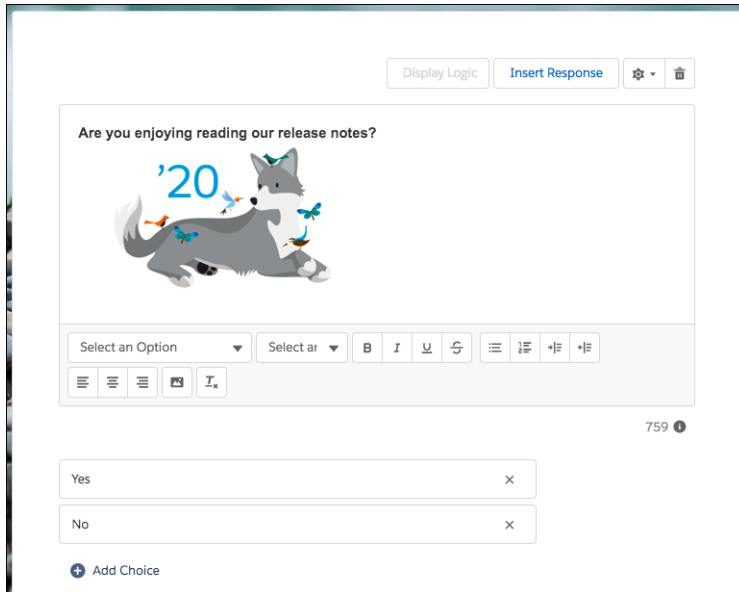 Display Logic
Insert Response
Are you enjoying reading our release notes?
’20
Select an Option
Select ar
B I U S
759
Yes
No
Add Choice